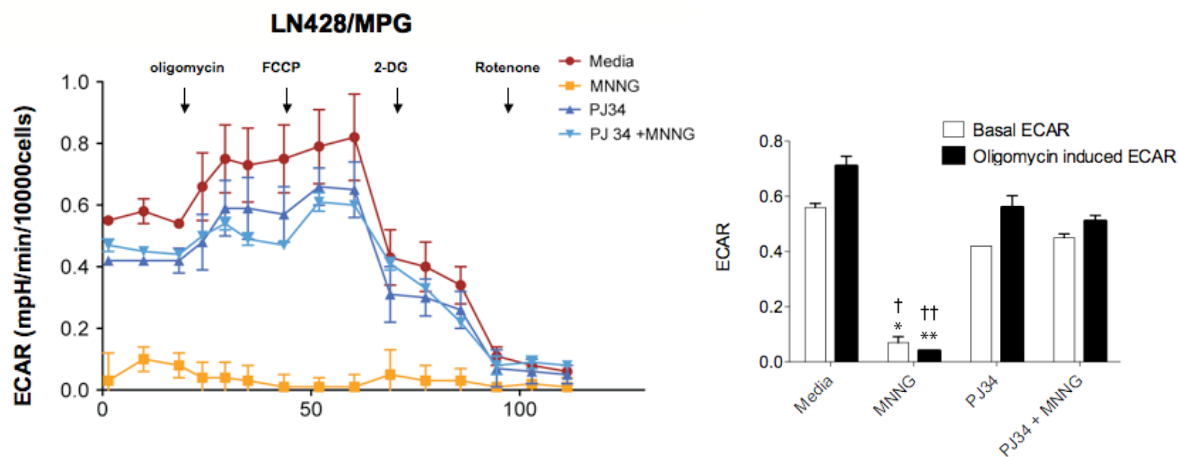 LN428/MPG
oligomycin
FCCP
2-DG
Rotenone
Media
MNNG
PJ34
PJ 34 +MNNG
ECAR (mpH/min/10000cells)
1.0
0.8
0.6
0.4
0.2
0.0
0
50
100
Basal ECAR
Oligomycin induced ECAR
ECAR
0.8
0.6
0.4
0.2
0.0
†
*
††
**
Media
MNNG
PJ34
PJ34 + MNNG